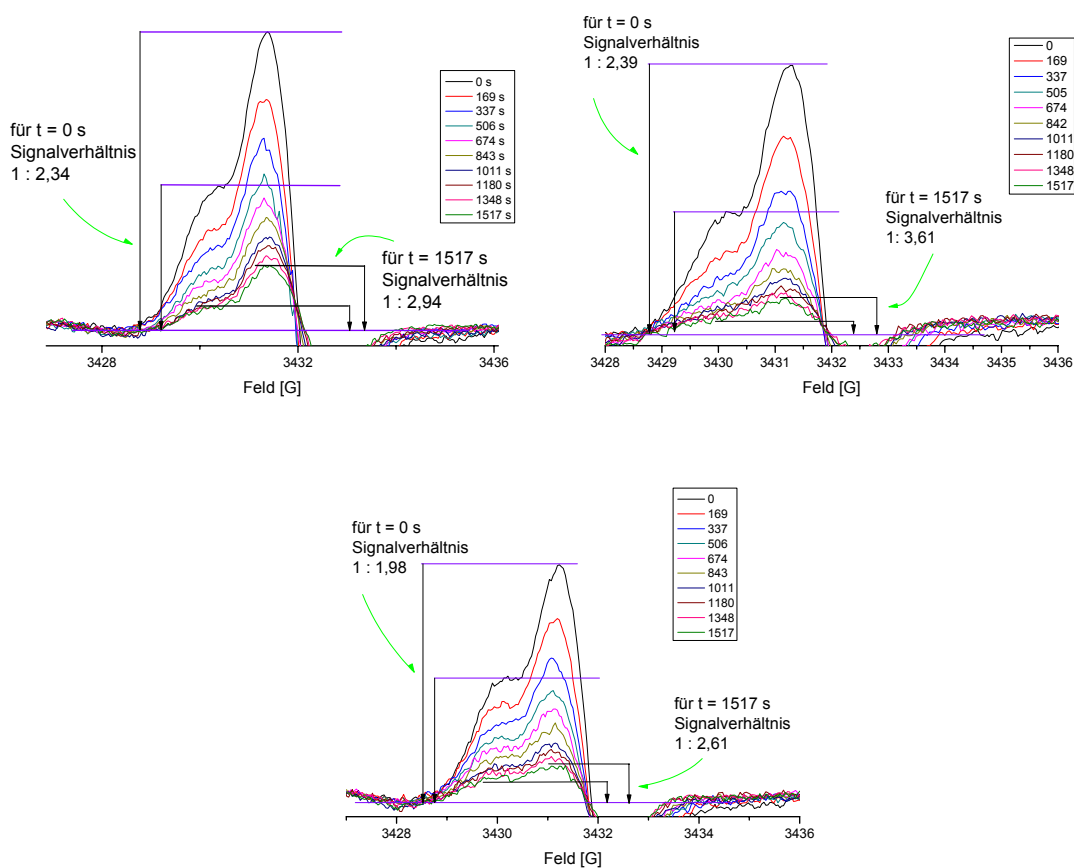 für t = 0 s
Signalverhältnis
1 : 2,34
0 s
169 s
337 s
506 s
674 s
843 s
1011 s
1180 s
1348 s
1517 s
für t = 1517 s
Signalverhältnis
1 : 2,94
3428 3432 3436
Feld [G]
für t = 0 s
Signalverhältnis
1 : 2,39
0
169
337
505
674
842
1011
1180
1348
1517
für t = 1517 s
Signalverhältnis
1: 3,61
3428 3429 3430 3431 3432 3433 3434 3435 3436
Feld [G]
für t = 0 s
Signalverhältnis
1 : 1,98
0
169
337
506
674
843
1011
1180
1348
1517
für t = 1517 s
Signalverhältnis
1 : 2,61
3428 3430 3432 3434 3436
Feld [G]